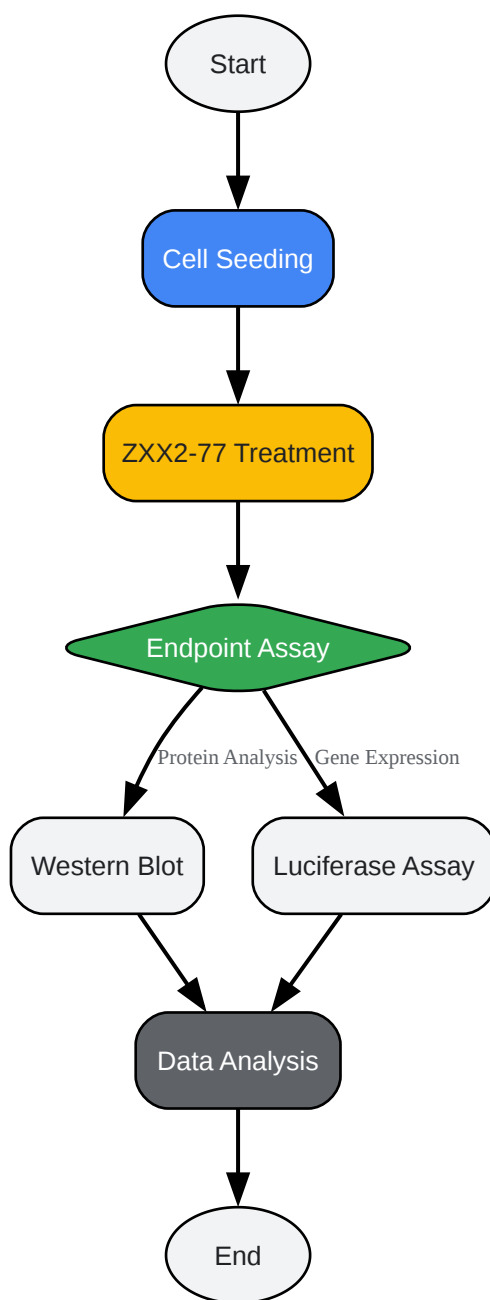 Start
Cell Seeding
ZXX2-77 Treatment
Endpoint Assay
Protein Analysis
Gene Expression
Western Blot
Luciferase Assay
Data Analysis
End